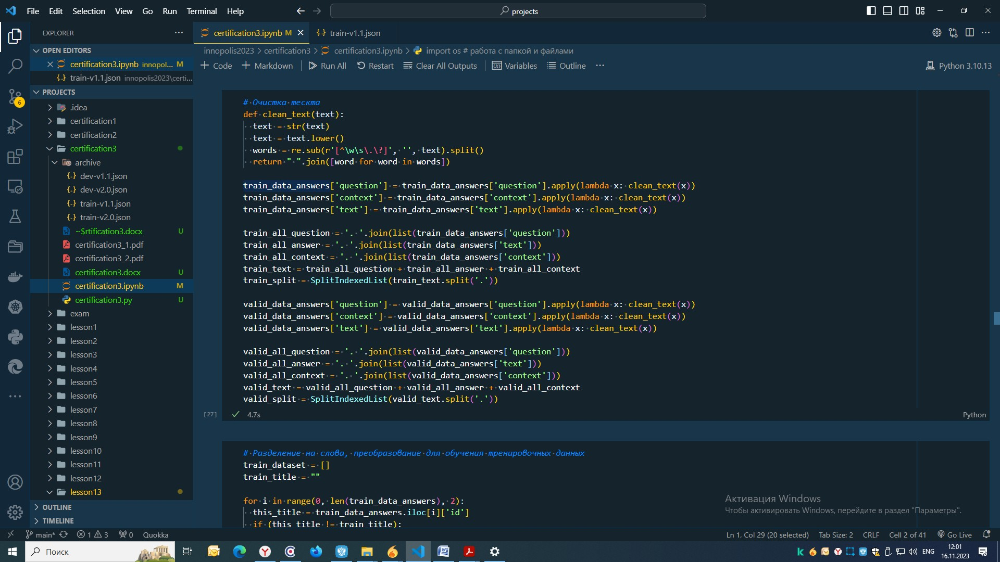 File Edit Selection View Go Run Terminal Help
projects
EXPLORER
OPEN EDITORS
certification3.ipynb innopol... M
train-v1.1.json innopolis2023\certi...
PROJECTS
.idea
certification1
certification2
certification3
archive
dev-v1.1.json
dev-v2.0.json
train-v1.1.json
train-v2.0.json
~$rtification3.docx U
certification3_1.pdf
certification3_2.pdf
certification3.docx U
certification3.ipynb M
certification3.py U
exam
lesson1
lesson2
lesson3
lesson4
lesson5
lesson6
lesson7
lesson8
lesson9
lesson10
lesson11
lesson12
lesson13
OUTLINE
TIMELINE
6
certification3.ipynb M
train-v1.1.json
innopolis2023 > certification3 > certification3.ipynb > import os # работа с папкой и файлами
+ Code + Markdown Run All Restart Clear All Outputs Variables Outline ...
Python 3.10.13
# Очистка тескта
def clean_text(text):
text = str(text)
text = text.lower()
words = re.sub(r'[^\w\s\.\?]', '', text).split()
return " ".join([word for word in words])
train_data_answers['question'] = train_data_answers['question'].apply(lambda x: clean_text(x))
train_data_answers['context'] = train_data_answers['context'].apply(lambda x: clean_text(x))
train_data_answers['text'] = train_data_answers['text'].apply(lambda x: clean_text(x))
train_all_question = '. '.join(list(train_data_answers['question']))
train_all_answer = '. '.join(list(train_data_answers['text']))
train_all_context = '. '.join(list(train_data_answers['context']))
train_text = train_all_question + train_all_answer + train_all_context
train_split = SplitIndexedList(train_text.split('.'))
valid_data_answers['question'] = valid_data_answers['question'].apply(lambda x: clean_text(x))
valid_data_answers['context'] = valid_data_answers['context'].apply(lambda x: clean_text(x))
valid_data_answers['text'] = valid_data_answers['text'].apply(lambda x: clean_text(x))
valid_all_question = '. '.join(list(valid_data_answers['question']))
valid_all_answer = '. '.join(list(valid_data_answers['text']))
valid_all_context = '. '.join(list(valid_data_answers['context']))
valid_text = valid_all_question + valid_all_answer + valid_all_context
valid_split = SplitIndexedList(valid_text.split('.'))
[27] 4.7s
Python
# Разделение на слова, преобразование для обучения тренировочных данных
train_dataset = []
train_title = ""
for i in range(0, len(train_data_answers), 2):
this_title = train_data_answers.iloc[i]['id']
if (this_title != train_title):
Активация Windows
Чтобы активировать Windows, перейдите в раздел "Параметры".
main* 1 3 0 Quokka
Ln 1, Col 29 (20 selected) Tab Size: 2 CRLF Cell 2 of 41 Go Live
Поиск
ENG
12:01
16.11.2023